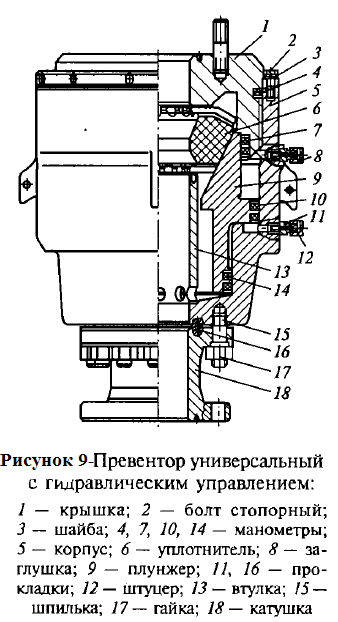 1
2
3
4
5
6
7
8
9
10
11
12
13
14
15
16
17
18
Рисунок 9-Превентор универсальный
с гидравлическим управлением:
1 — крышка; 2 — болт стопорный;
3 — шайба; 4, 7, 10, 14 — манометры;
5 — корпус; 6 — уплотнитель; 8 — за-
глушка; 9 — плунжер; 11, 16 — про-
кладки; 12 — штуцер; 13 — втулка; 15 —
шпилька; 17 — гайка; 18 — катушка